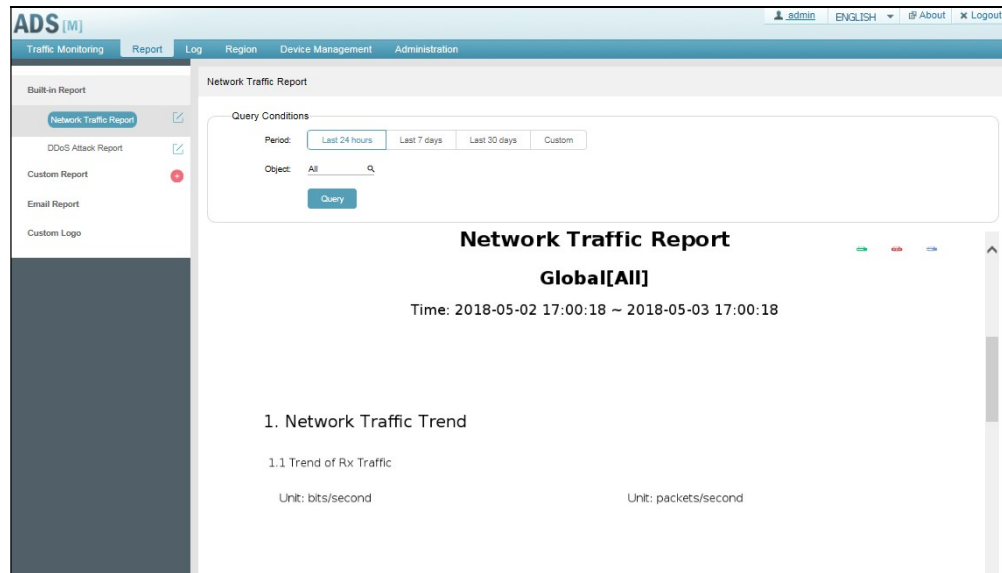 ADS [M]
admin ENGLISH About Logout
Traffic Monitoring Report Log Region Device Management Administration
Built-in Report
Network Traffic Report
DDoS Attack Report
Custom Report
Email Report
Custom Logo
Network Traffic Report
Query Conditions
Period: Last 24 hours Last 7 days Last 30 days Custom
Object: All
Query
Network Traffic Report
Global[All]
Time: 2018-05-02 17:00:18 ~ 2018-05-03 17:00:18
1. Network Traffic Trend
1.1 Trend of Rx Traffic
Unit: bits/second Unit: packets/second